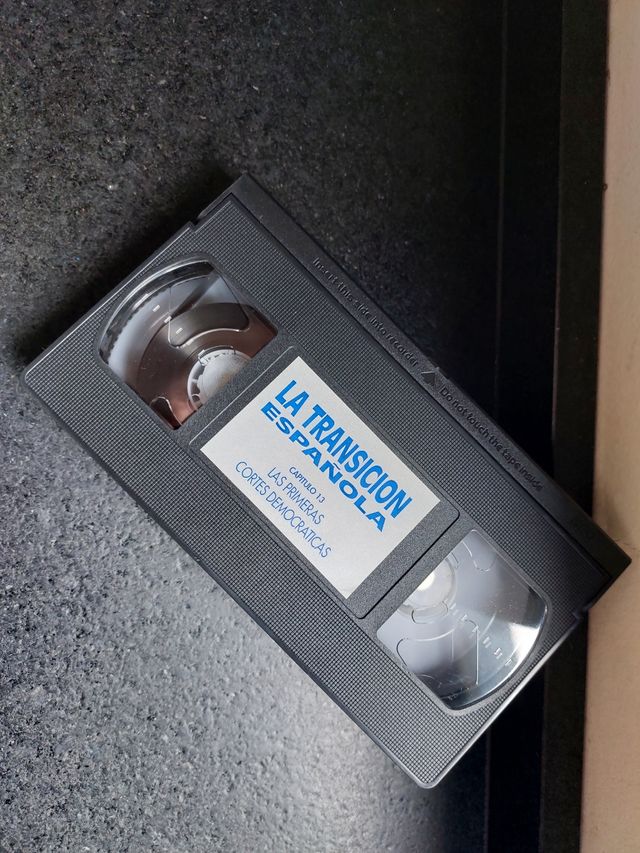 Insert this side into recorder ▲ Do not touch the tape inside
LA TRANSICION
ESPAÑOLA
CAPITULO 13
LAS PRIMERAS
CORTES DEMOCRATICAS